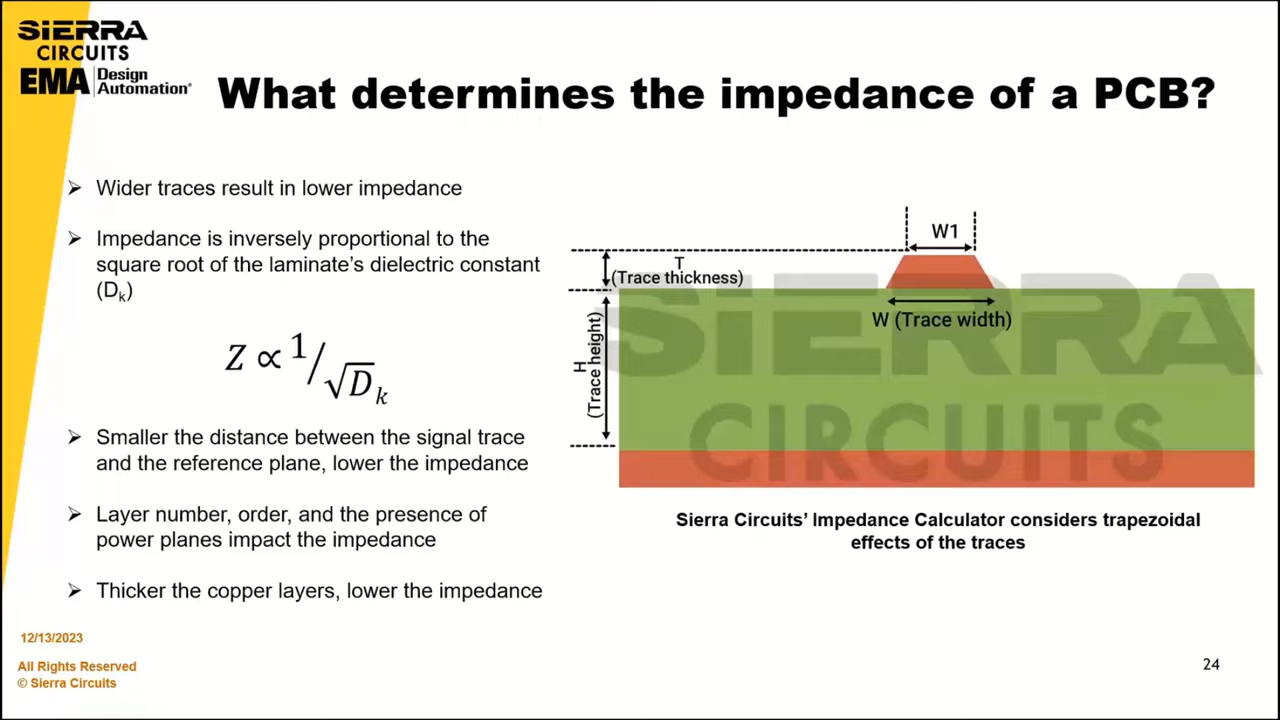 SIERRA
CIRCUITS
EMA Design
Automation®
What determines the impedance of a PCB?
➢ Wider traces result in lower impedance
➢ Impedance is inversely proportional to the
square root of the laminate's dielectric constant
(Dk)
Z ∝ 1/√Dk
➢ Smaller the distance between the signal trace
and the reference plane, lower the impedance
➢ Layer number, order, and the presence of
power planes impact the impedance
➢ Thicker the copper layers, lower the impedance
W1
T
(Trace thickness)
W (Trace width)
H
(Trace height)
SIERRA
CIRCUITS
Sierra Circuits' Impedance Calculator considers trapezoidal
effects of the traces
12/13/2023
All Rights Reserved
© Sierra Circuits
24